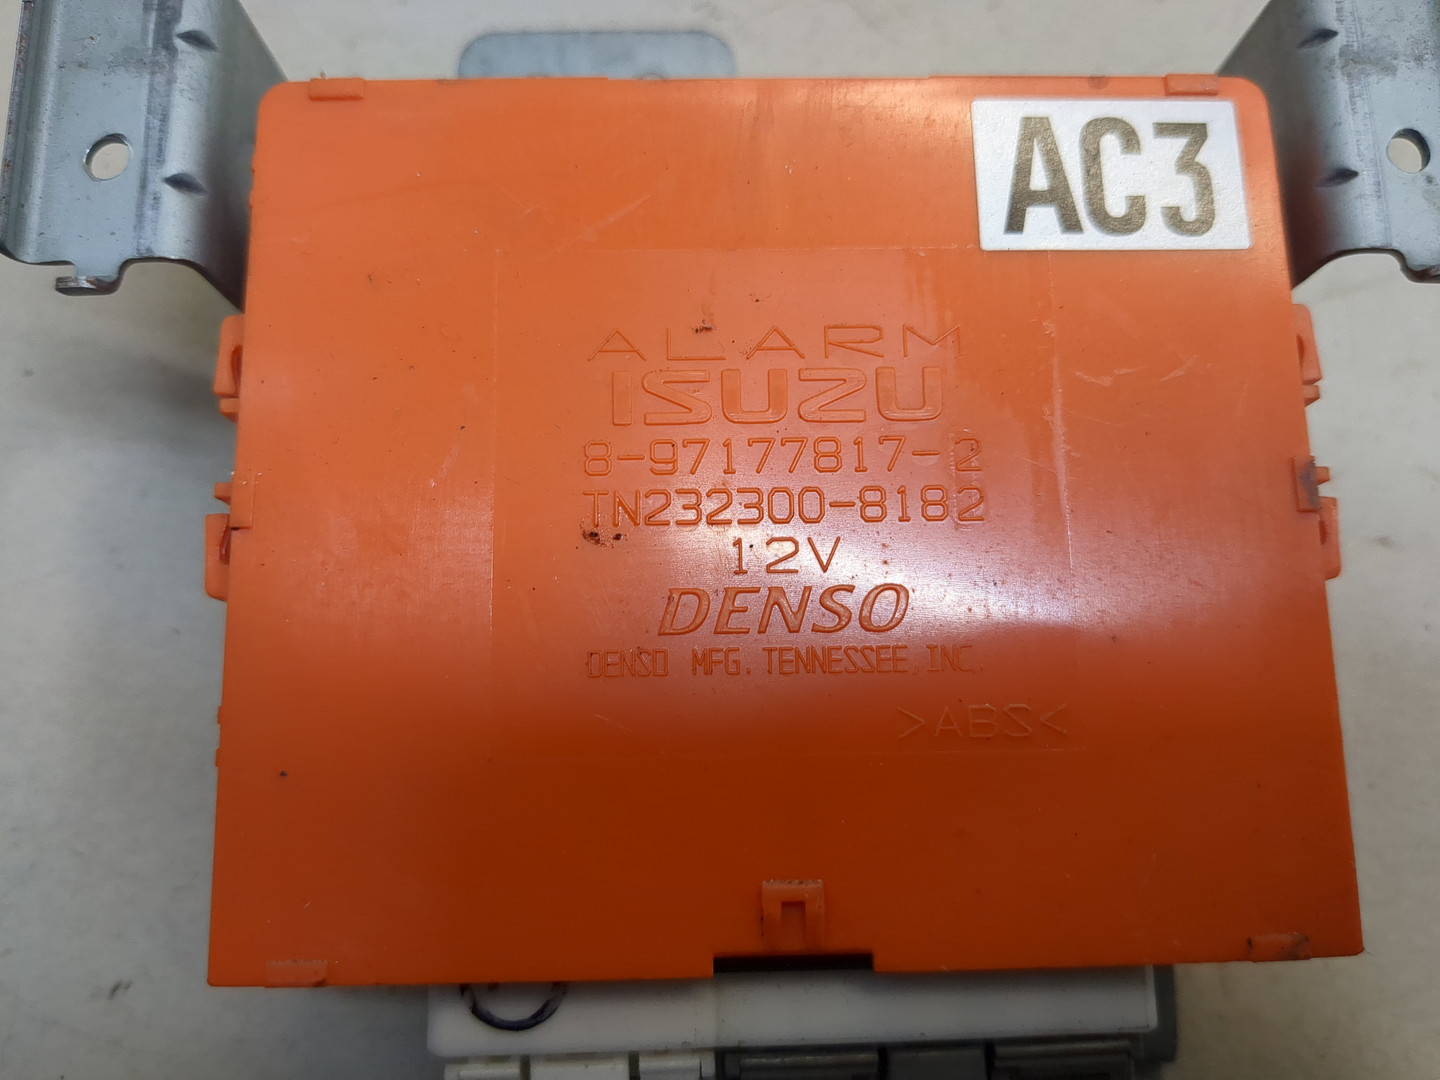 AC3
ALARM
ISUZU
8-97177817-2
TN232300-8182
12V
DENSO
DENSO MFG. TENNESSEE, INC.
>ABS<